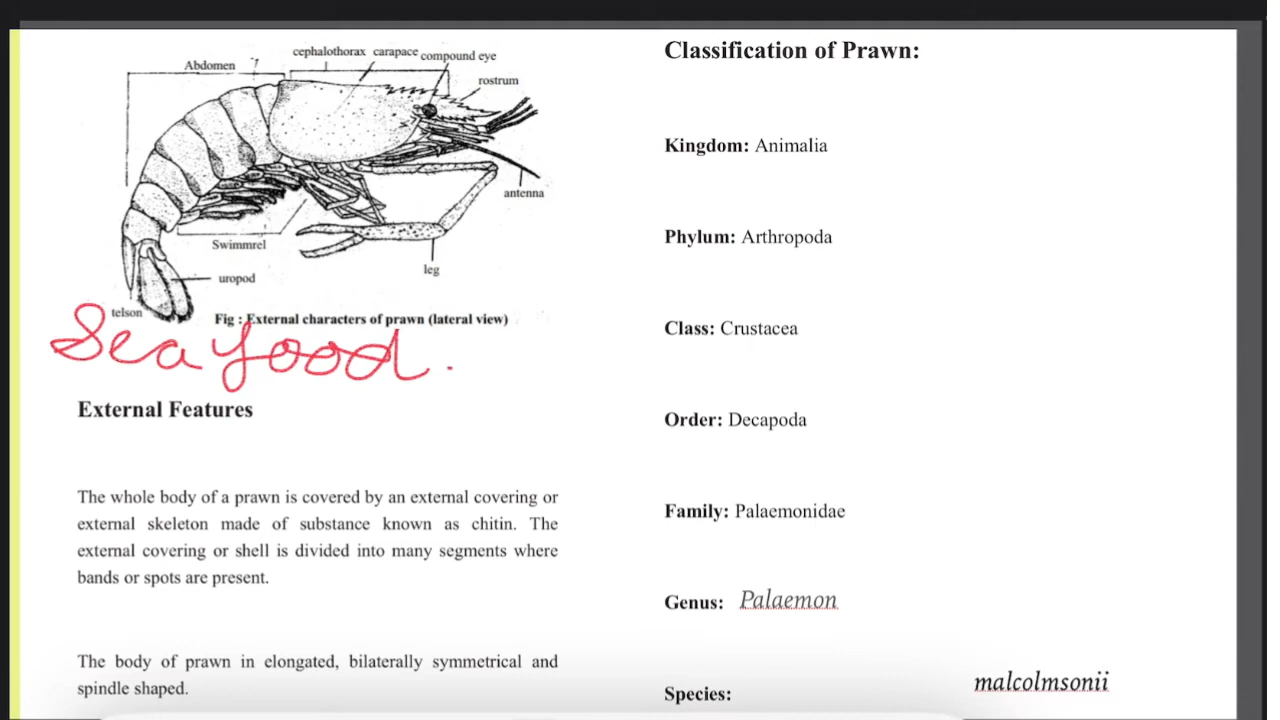 cephalothorax carapace compound eye
Abdomen
rostrum
antenna
Swimmrel
leg
uropod
telson
Fig : External characters of prawn (lateral view)
Sea food.
External Features
The whole body of a prawn is covered by an external covering or
external skeleton made of substance known as chitin. The
external covering or shell is divided into many segments where
bands or spots are present.
The body of prawn in elongated, bilaterally symmetrical and
spindle shaped.
Classification of Prawn:
Kingdom: Animalia
Phylum: Arthropoda
Class: Crustacea
Order: Decapoda
Family: Palaemonidae
Genus: Palaemon
Species: malcolmsonii